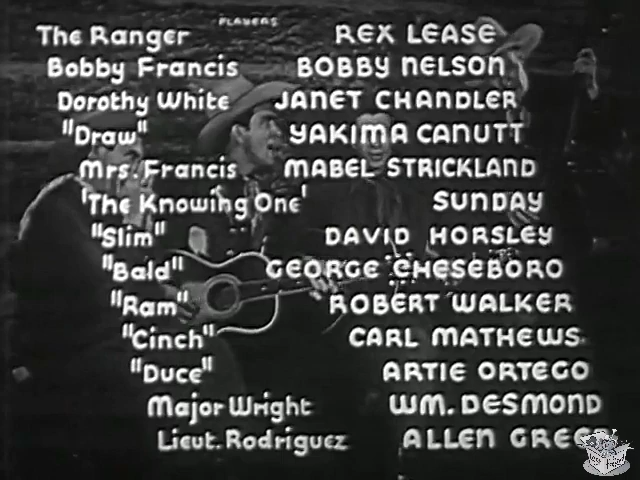 PLAYERS
The Ranger REX LEASE
Bobby Francis BOBBY NELSON
Dorothy White JANET CHANDLER
"Draw" YAKIMA CANUTT
Mrs. Francis MABEL STRICKLAND
'The Knowing One' SUNDAY
"Slim" DAVID HORSLEY
"Bald" GEORGE CHESEBORO
"Ram" ROBERT WALKER
"Cinch" CARL MATHEWS
"Duce" ARTIE ORTEGO
Major Wright WM. DESMOND
Lieut. Rodriguez ALLEN